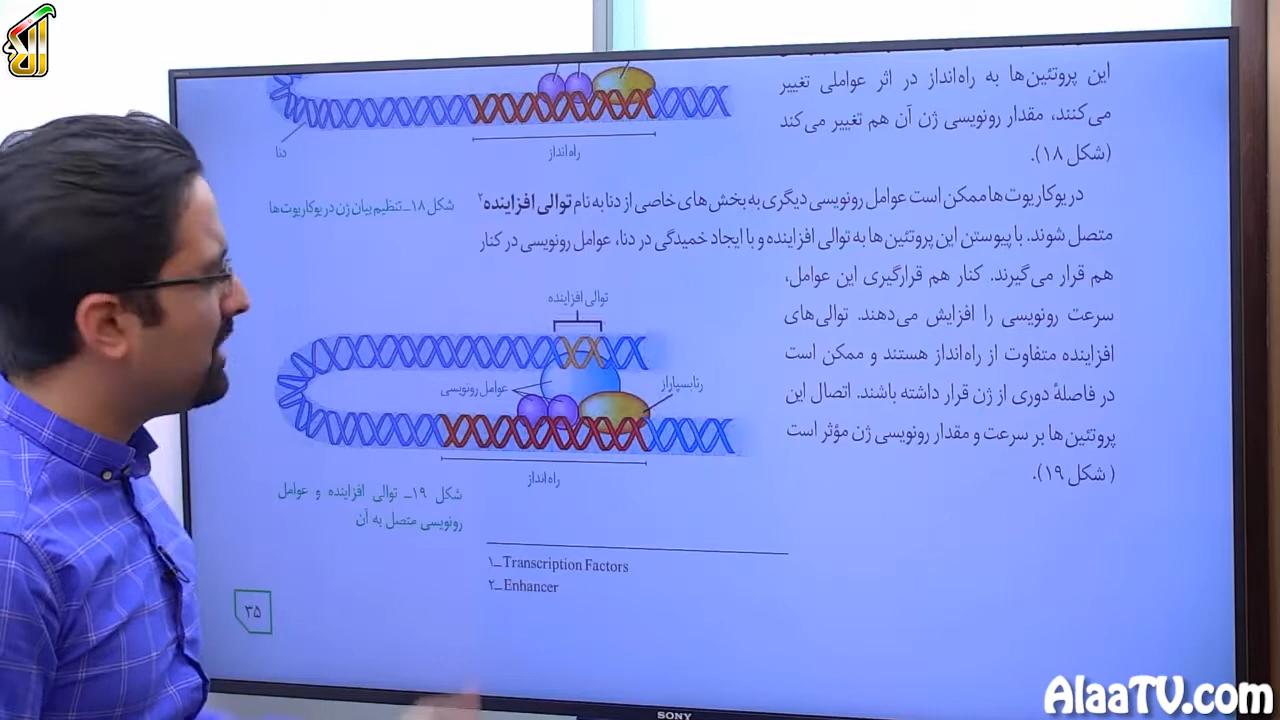 آلاء
این پروتئین‌ها به راه‌انداز در اثر عواملی تغییر
می‌کنند، مقدار رونویسی ژن آن هم تغییر می‌کند
(شکل ۱۸).
دنا
راه‌انداز
شکل ۱۸ـ تنظیم بیان ژن در یوکاریوت‌ها
در یوکاریوت‌ها ممکن است عوامل رونویسی دیگری به بخش‌های خاصی از دنا به نام توالی افزاینده۲
متصل شوند. با پیوستن این پروتئین‌ها به توالی افزاینده و با ایجاد خمیدگی در دنا، عوامل رونویسی در کنار
هم قرار می‌گیرند. کنار هم قرارگیری این عوامل،
سرعت رونویسی را افزایش می‌دهند. توالی‌های
افزاینده متفاوت از راه‌انداز هستند و ممکن است
در فاصلهٔ دوری از ژن قرار داشته باشند. اتصال این
پروتئین‌ها بر سرعت و مقدار رونویسی ژن مؤثر است
( شکل ۱۹).
توالی افزاینده
رنابسپاراز
عوامل رونویسی
راه‌انداز
شکل ۱۹ـ توالی افزاینده و عوامل
رونویسی متصل به آن
۱ـ Transcription Factors
۲ـ Enhancer
۳۵
SONY
AlaaTV.com